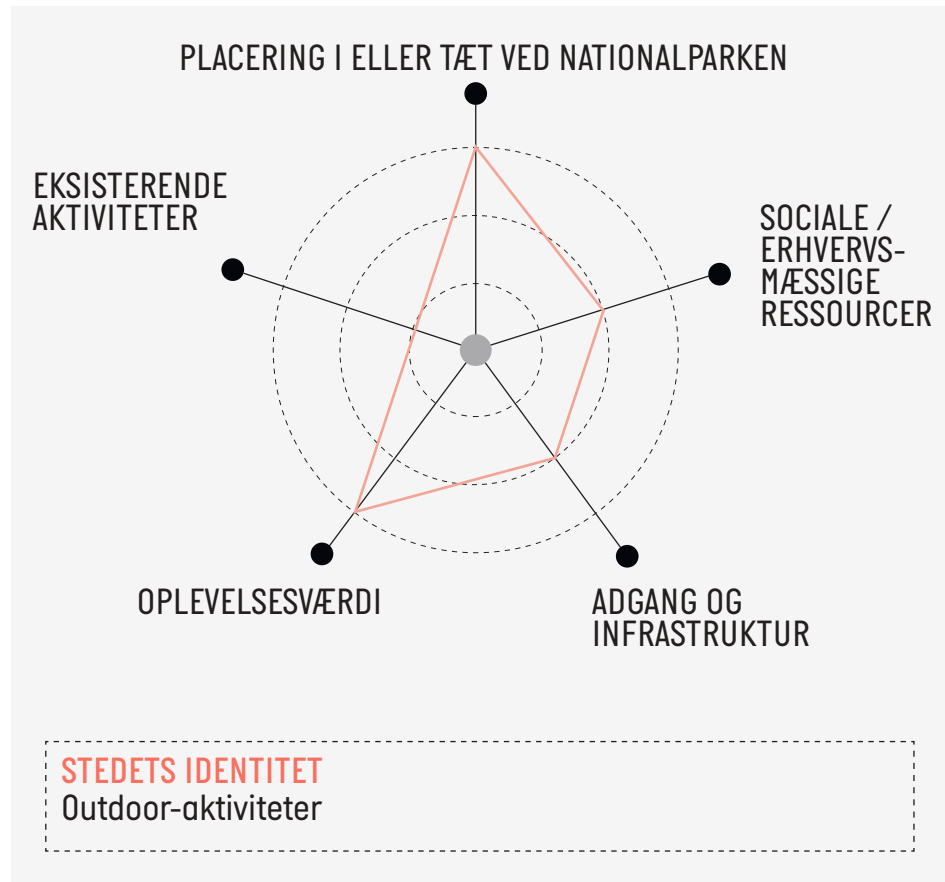 PLACERING I ELLER TÆT VED NATIONALPARKEN
EKSISTERENDE
AKTIVITETER
SOCIALE /
ERHVERVS-
MÆSSIGE
RESSOURCER
OPLEVELSESVÆRDI
ADGANG OG
INFRASTRUKTUR
STEDETS IDENTITET
Outdoor-aktiviteter